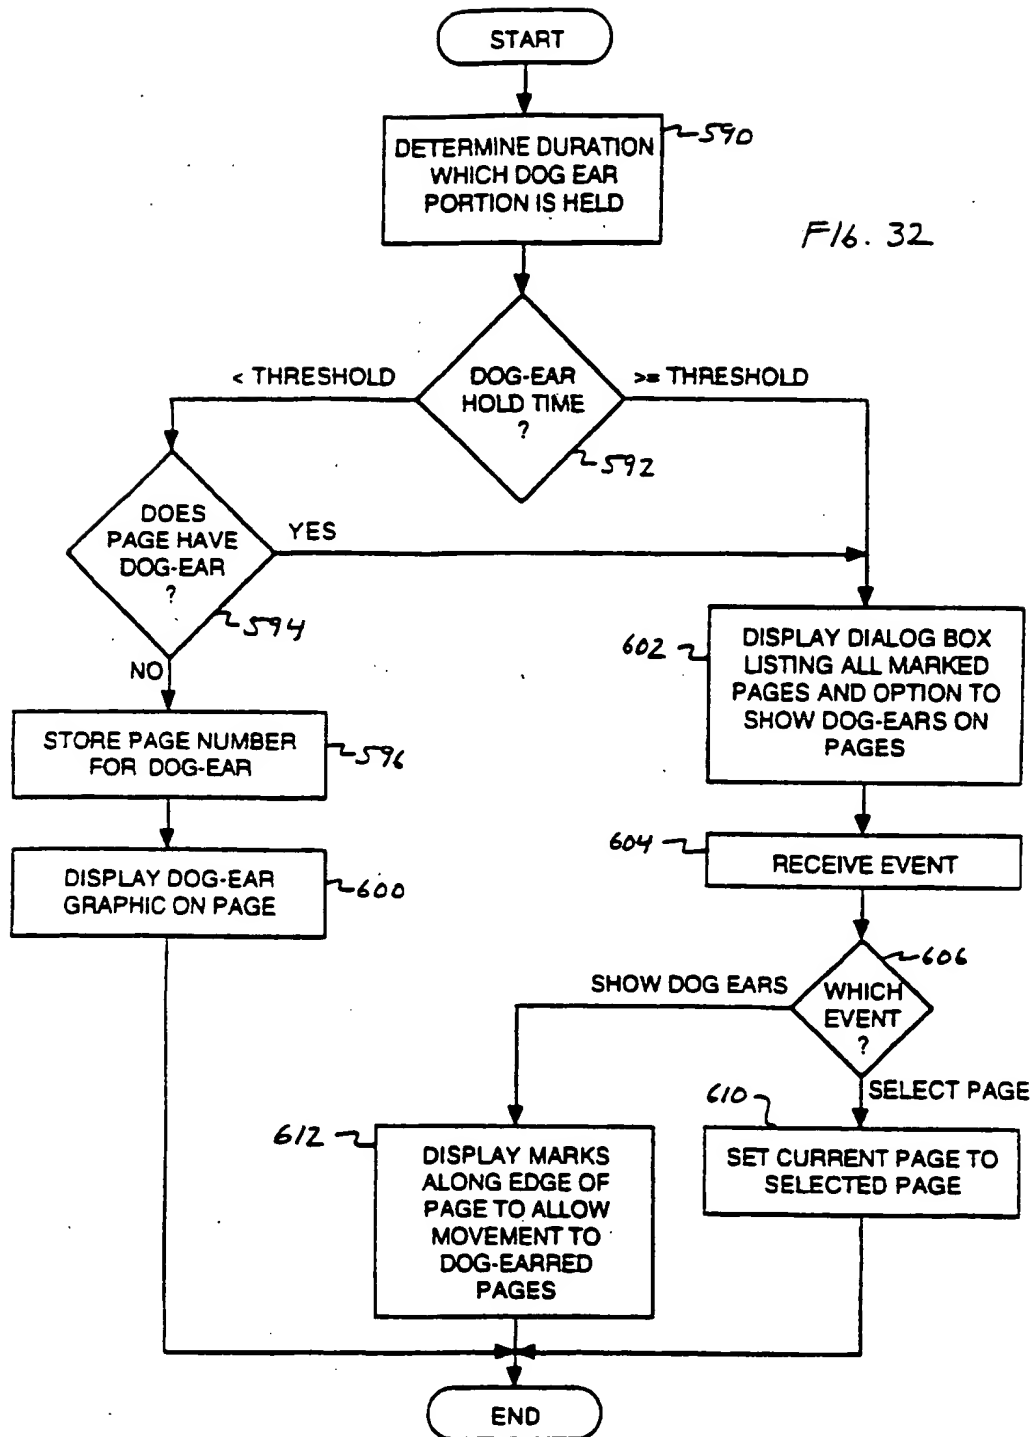 START
DETERMINE DURATION
WHICH DOG EAR
PORTION IS HELD
590
FIG. 32
< THRESHOLD
DOG-EAR
HOLD TIME
?
>= THRESHOLD
592
DOES
PAGE HAVE
DOG-EAR
?
YES
594
NO
602
DISPLAY DIALOG BOX
LISTING ALL MARKED
PAGES AND OPTION TO
SHOW DOG-EARS ON
PAGES
STORE PAGE NUMBER
FOR DOG-EAR
596
604
RECEIVE EVENT
DISPLAY DOG-EAR
GRAPHIC ON PAGE
600
606
SHOW DOG EARS
WHICH
EVENT
?
SELECT PAGE
610
SET CURRENT PAGE TO
SELECTED PAGE
612
DISPLAY MARKS
ALONG EDGE OF
PAGE TO ALLOW
MOVEMENT TO
DOG-EARRED
PAGES
END